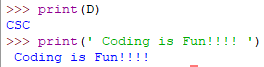 >>> print(D)
CSC
>>> print(' Coding is Fun!!!! ')
 Coding is Fun!!!!